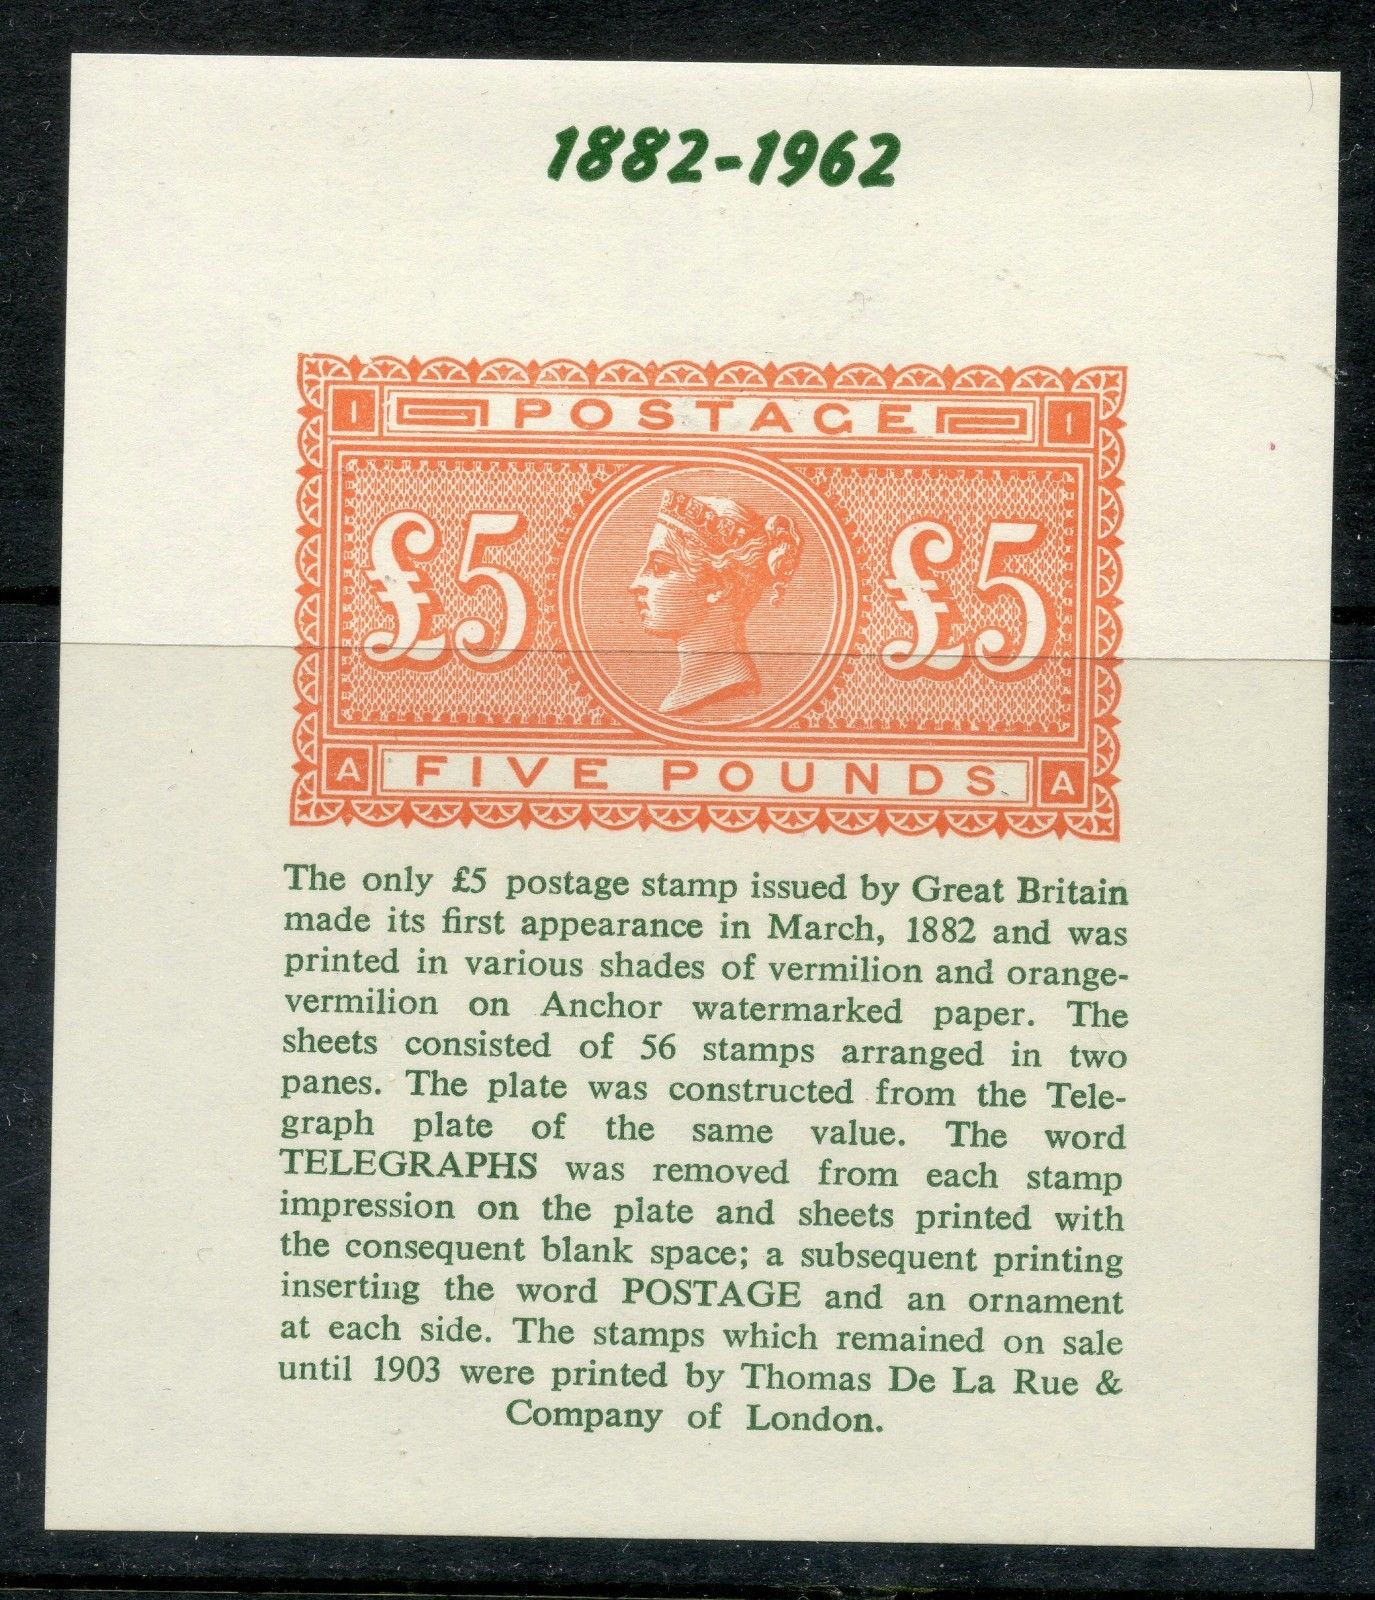 1882-1962
I POSTAGE I
£5 £5
A FIVE POUNDS A
The only £5 postage stamp issued by Great Britain
made its first appearance in March, 1882 and was
printed in various shades of vermilion and orange-
vermilion on Anchor watermarked paper. The
sheets consisted of 56 stamps arranged in two
panes. The plate was constructed from the Tele-
graph plate of the same value. The word
TELEGRAPHS was removed from each stamp
impression on the plate and sheets printed with
the consequent blank space; a subsequent printing
inserting the word POSTAGE and an ornament
at each side. The stamps which remained on sale
until 1903 were printed by Thomas De La Rue &
Company of London.